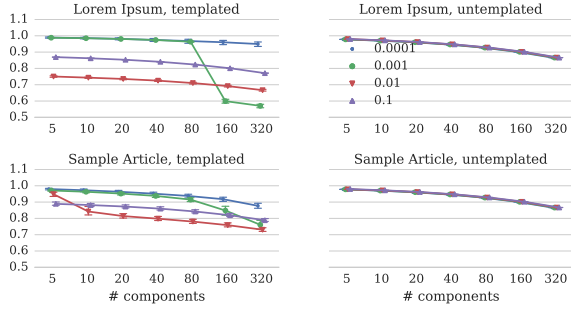 Lorem Ipsum, templated
1.1
1.0
0.9
0.8
0.7
0.6
0.5
5 10 20 40 80 160 320
Lorem Ipsum, untemplated
0.0001
0.001
0.01
0.1
5 10 20 40 80 160 320
Sample Article, templated
1.1
1.0
0.9
0.8
0.7
0.6
0.5
5 10 20 40 80 160 320
# components
Sample Article, untemplated
5 10 20 40 80 160 320
# components